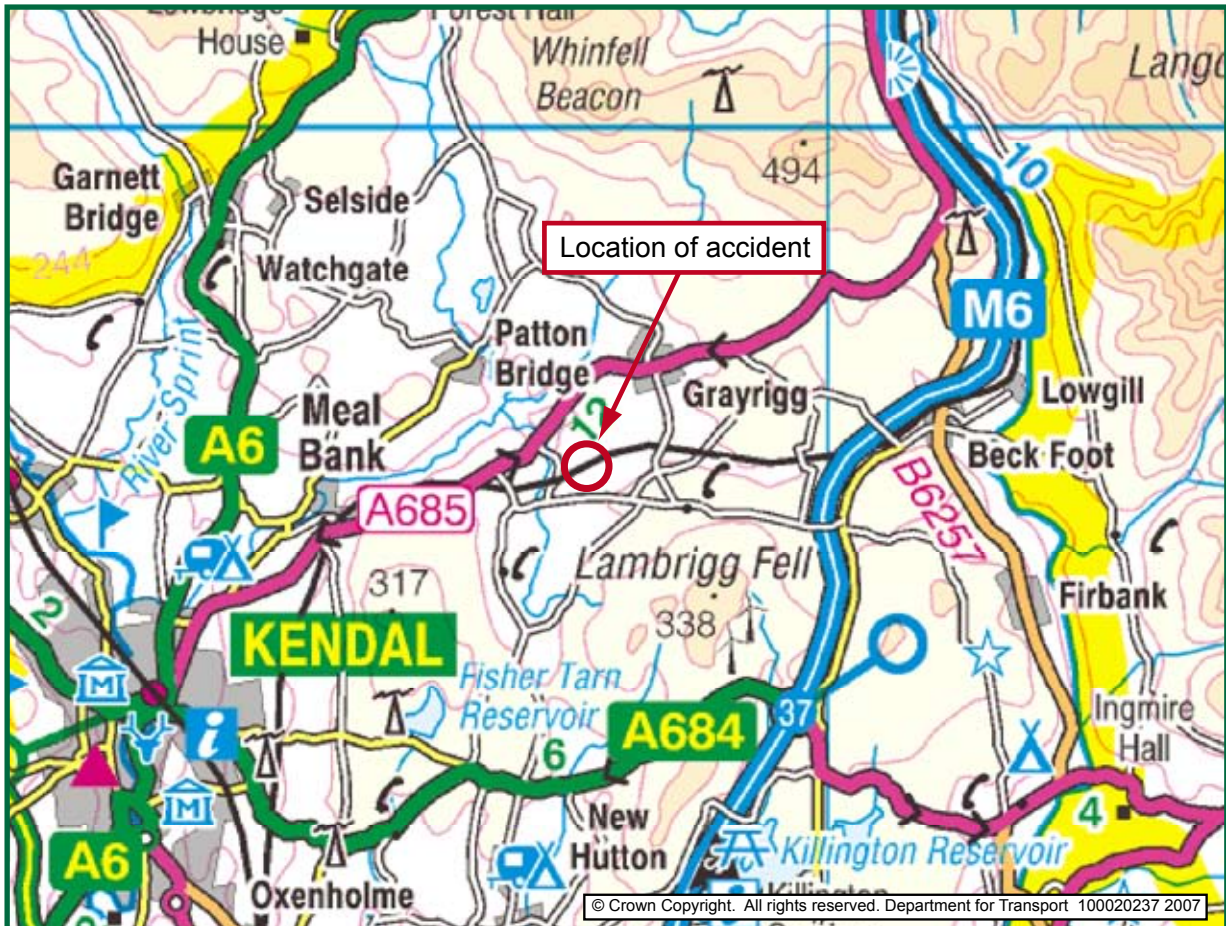 Forest Hall
House
Whinfell
Beacon
494
10
Garnett
Bridge
Selside
244
Watchgate
Location of accident
M6
River Sprint
Patton
Bridge
12
Grayrigg
Lowgill
Meal
Bank
A6
A685
Beck Foot
B6257
Lambrigg Fell
317
338
Firbank
2
KENDAL
Fisher Tarn
Reservoir
A684
37
6
Ingmire
Hall
4
M
i
M
New
Hutton
Killington Reservoir
A6
Oxenholme
Killington
© Crown Copyright. All rights reserved. Department for Transport 100020237 2007